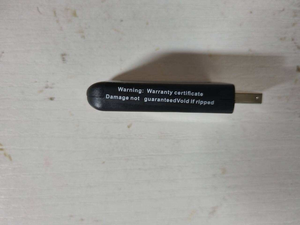 Warning: Warranty certificate
Damage not guaranteedVoid if ripped